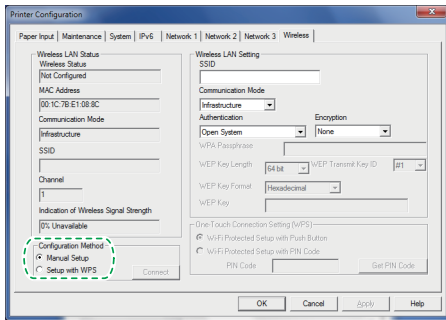 Printer Configuration
Paper Input Maintenance System IPv6 Network 1 Network 2 Network 3 Wireless
Wireless LAN Status
Wireless Status
Not Configured
MAC Address
00:1C:7B:E1:08:8C
Communication Mode
Infrastructure
SSID
Channel
1
Indication of Wireless Signal Strength
0% Unavailable
Configuration Method
Manual Setup
Setup with WPS
Connect
Wireless LAN Setting
SSID
Communication Mode
Infrastructure
Authentication Encryption
Open System None
WPA Passphrase
WEP Key Length 64 bit WEP Transmit Key ID #1
WEP Key Format Hexadecimal
WEP Key
One-Touch Connection Setting (WPS)
Wi-Fi Protected Setup with Push Button
Wi-Fi Protected Setup with PIN Code
PIN Code Get PIN Code
OK Cancel Apply Help